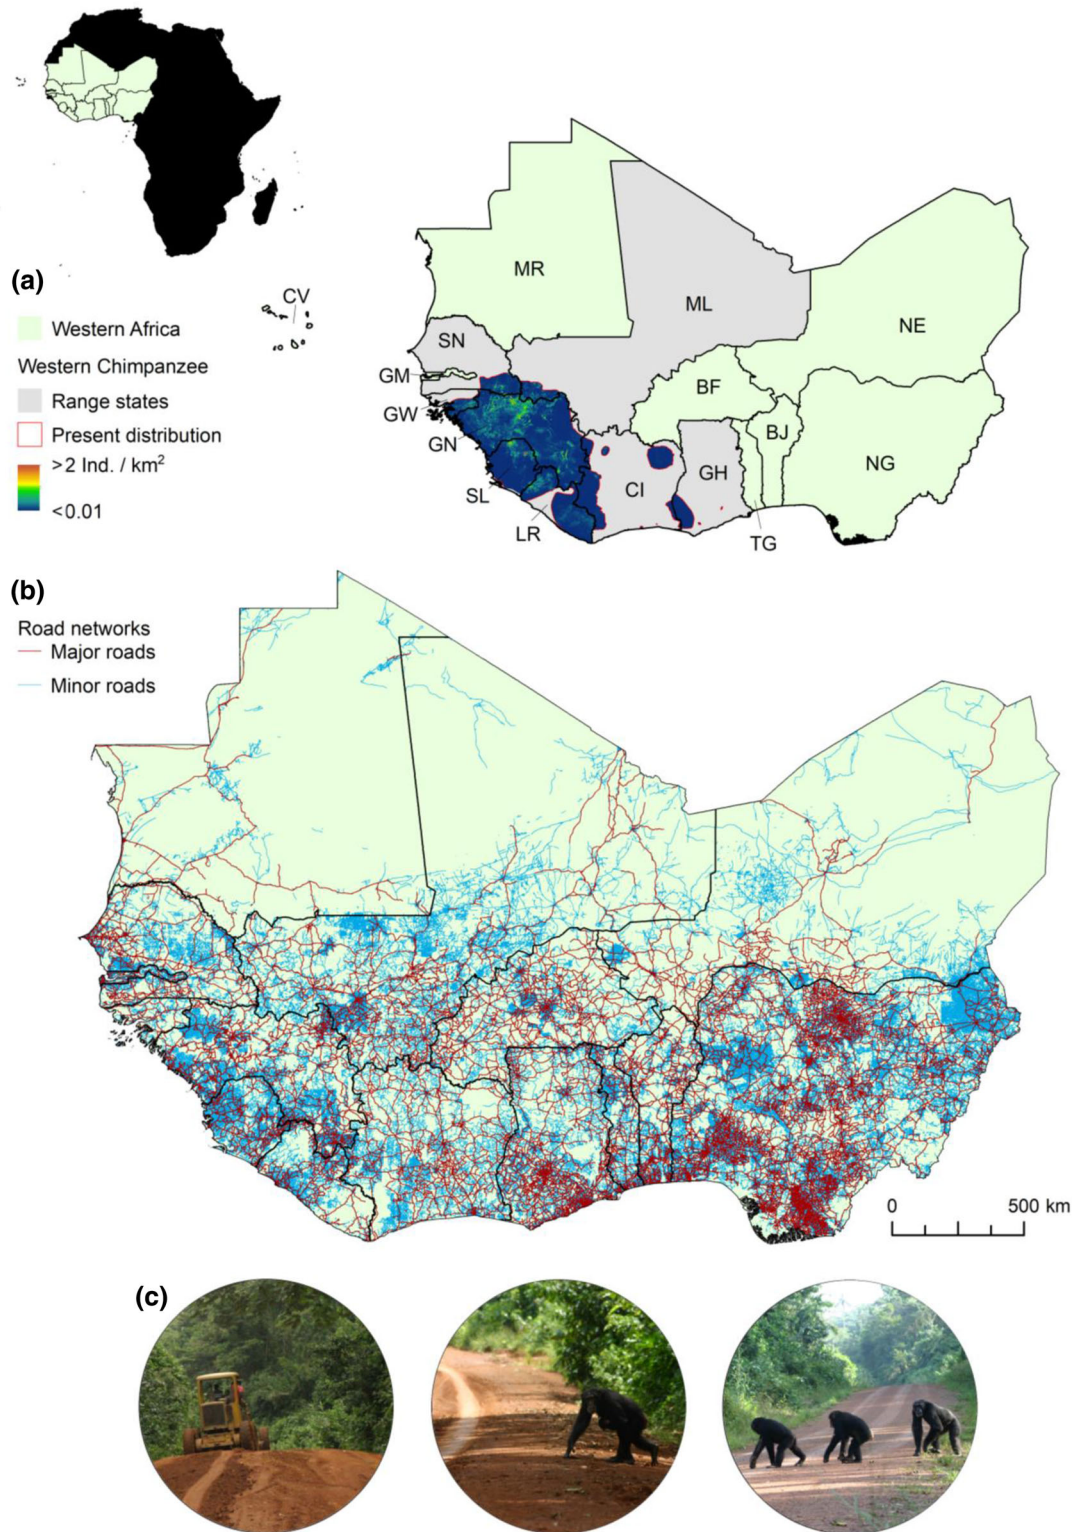 (a)
CV
Western Africa
Western Chimpanzee
Range states
Present distribution
>2 Ind. / km²
<0.01
MR
ML
NE
SN
GM
GW
GN
SL
LR
CI
BF
GH
BJ
TG
NG
(b)
Road networks
Major roads
Minor roads
0 500 km
(c)